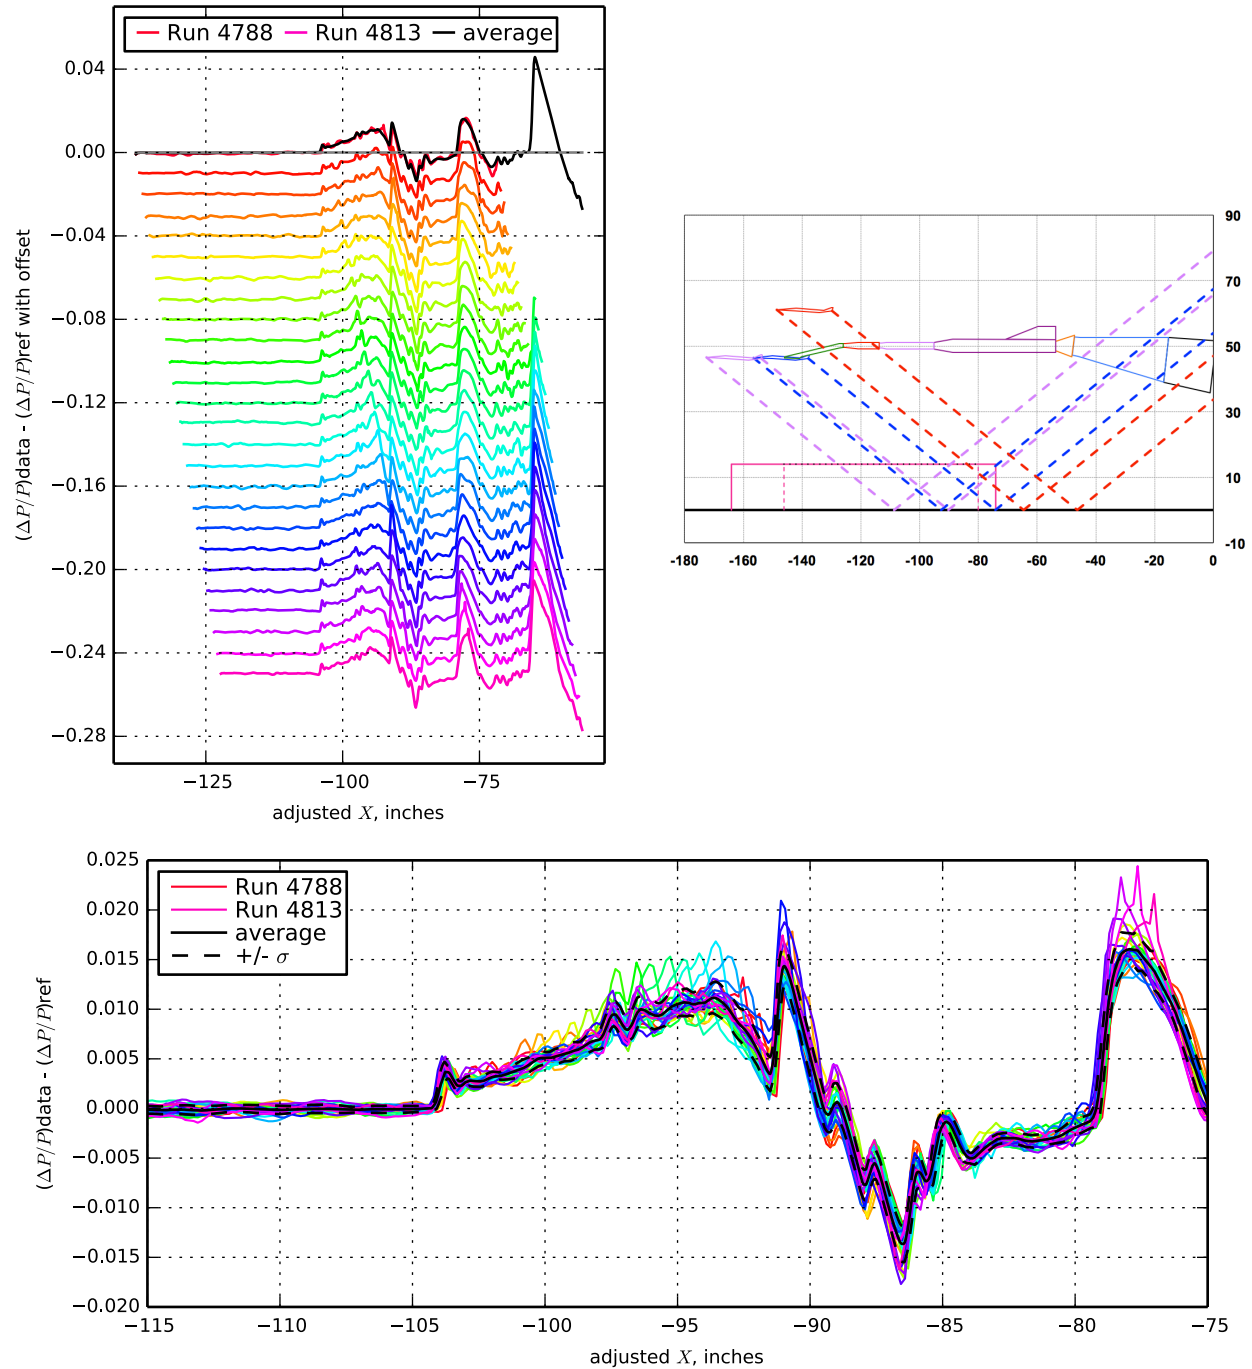 Run 4788 Run 4813 average
0.04
0.00
−0.04
−0.08
−0.12
−0.16
−0.20
−0.24
−0.28
(ΔP/P)data - (ΔP/P)ref with offset
−125 −100 −75
adjusted X, inches
90
70
50
30
10
-10
-180 -160 -140 -120 -100 -80 -60 -40 -20 0
Run 4788
Run 4813
average
+/- σ
0.025
0.020
0.015
0.010
0.005
0.000
−0.005
−0.010
−0.015
−0.020
(ΔP/P)data - (ΔP/P)ref
−115 −110 −105 −100 −95 −90 −85 −80 −75
adjusted X, inches